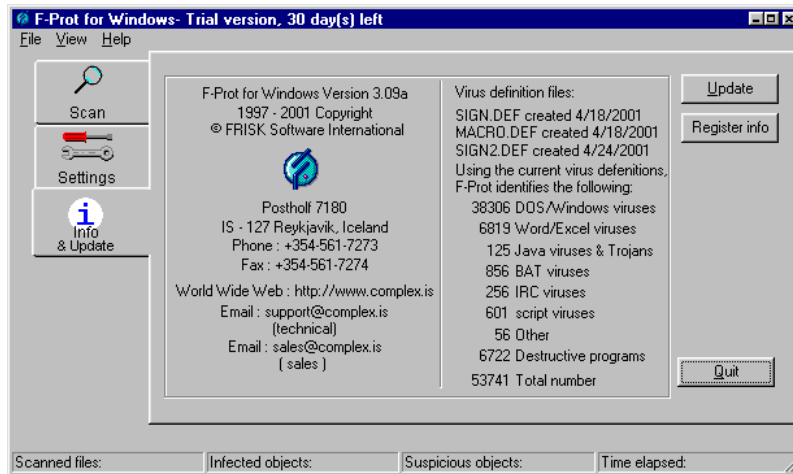 F-Prot for Windows- Trial version, 30 day(s) left
File View Help
Scan
Settings
i
Info
& Update
F-Prot for Windows Version 3.09a
1997 - 2001 Copyright
© FRISK Software International
Postholf 7180
IS - 127 Reykjavik, Iceland
Phone : +354-561-7273
Fax : +354-561-7274
World Wide Web : http://www.complex.is
Email : support@complex.is
(technical)
Email : sales@complex.is
( sales )
Virus definition files:
SIGN.DEF created 4/18/2001
MACRO.DEF created 4/18/2001
SIGN2.DEF created 4/24/2001
Using the current virus defenitions,
F-Prot identifies the following:
38306 DOS/Windows viruses
6819 Word/Excel viruses
125 Java viruses & Trojans
856 BAT viruses
256 IRC viruses
601 script viruses
56 Other
6722 Destructive programs
53741 Total number
Update
Register info
Quit
Scanned files:
Infected objects:
Suspicious objects:
Time elapsed: